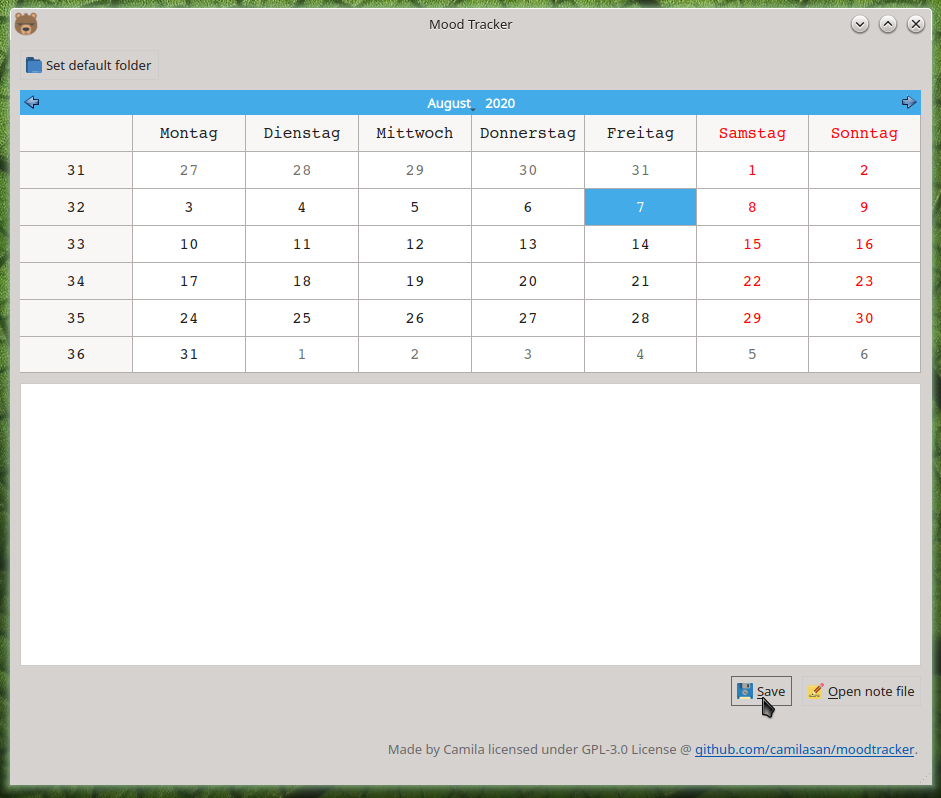 Mood Tracker
Set default folder
August 2020
Montag Dienstag Mittwoch Donnerstag Freitag Samstag Sonntag
31 27 28 29 30 31 1 2
32 3 4 5 6 7 8 9
33 10 11 12 13 14 15 16
34 17 18 19 20 21 22 23
35 24 25 26 27 28 29 30
36 31 1 2 3 4 5 6
Save Open note file
Made by Camila licensed under GPL-3.0 License @ github.com/camilasan/moodtracker.